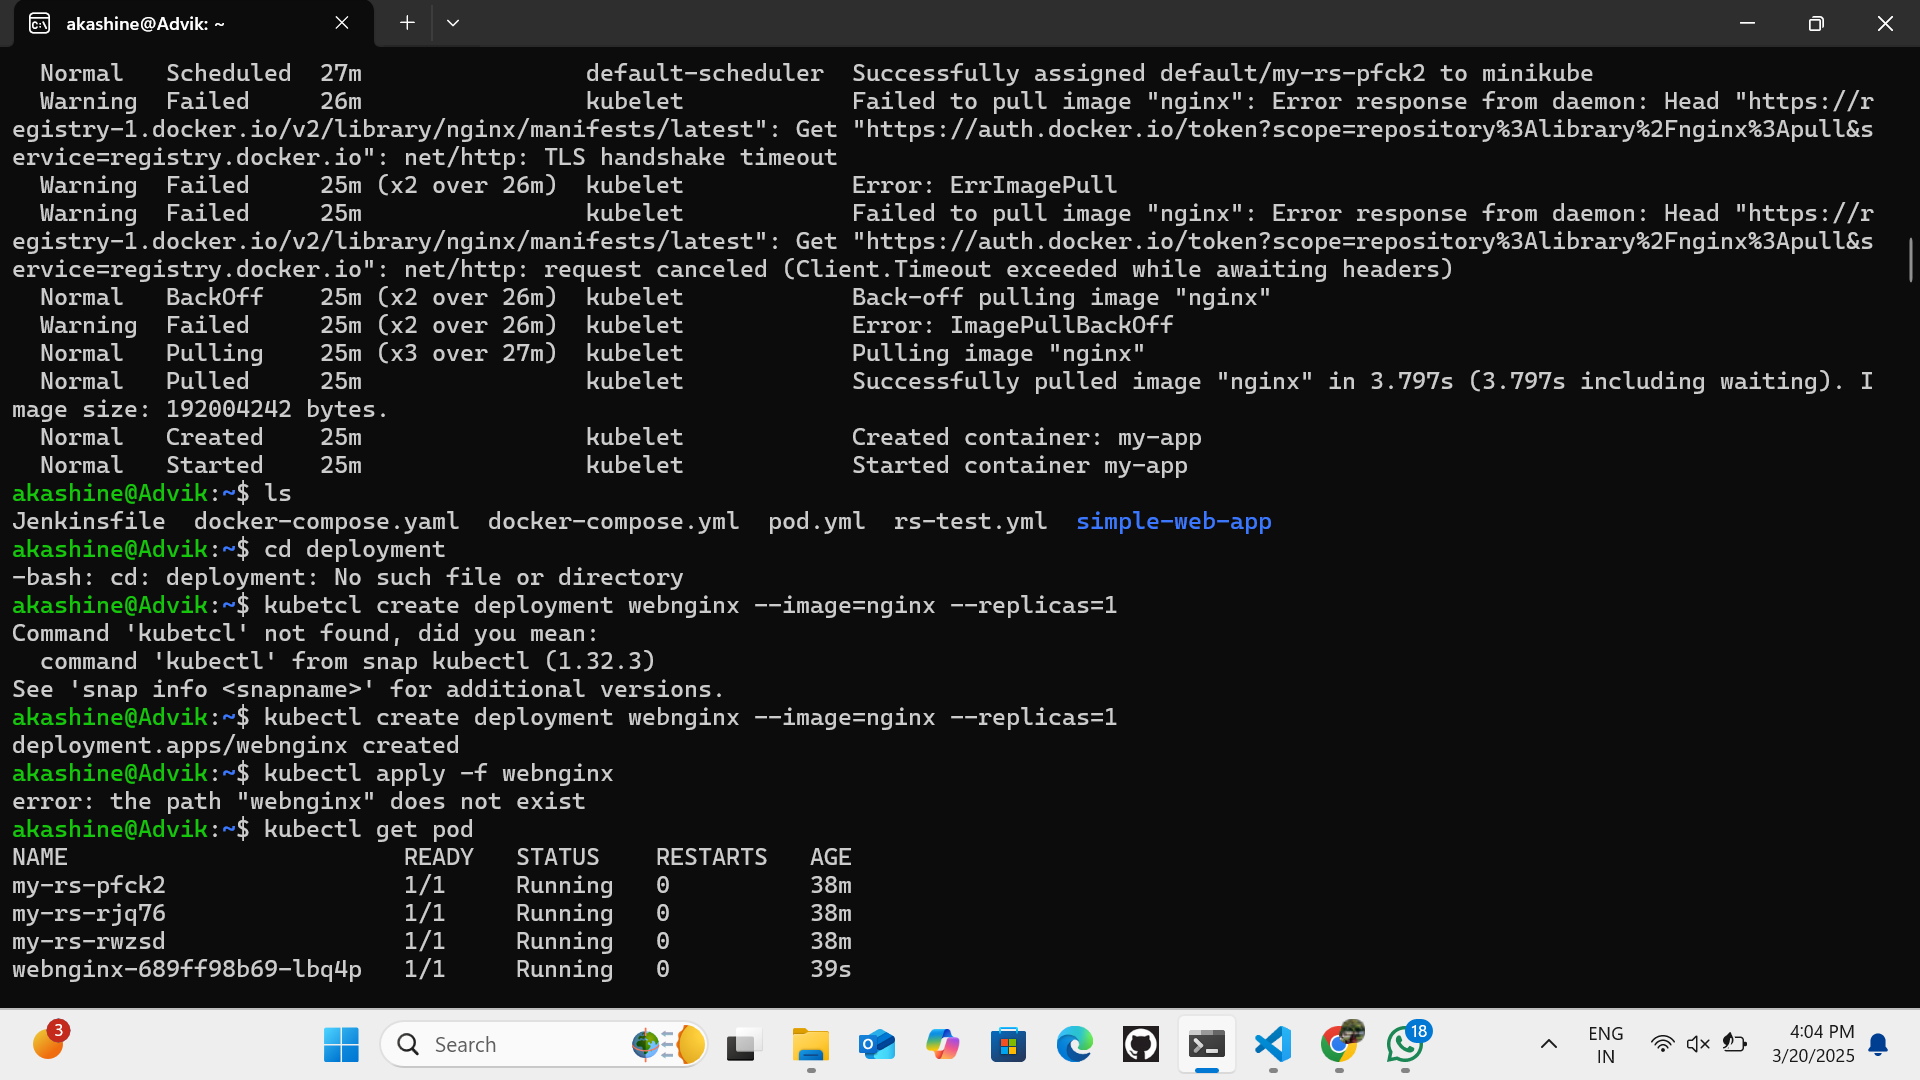 akashine@Advik: ~
Normal Scheduled 27m default-scheduler Successfully assigned default/my-rs-pfck2 to minikube
Warning Failed 26m kubelet Failed to pull image "nginx": Error response from daemon: Head "https://r
egistry-1.docker.io/v2/library/nginx/manifests/latest": Get "https://auth.docker.io/token?scope=repository%3Alibrary%2Fnginx%3Apull&s
ervice=registry.docker.io": net/http: TLS handshake timeout
Warning Failed 25m (x2 over 26m) kubelet Error: ErrImagePull
Warning Failed 25m kubelet Failed to pull image "nginx": Error response from daemon: Head "https://r
egistry-1.docker.io/v2/library/nginx/manifests/latest": Get "https://auth.docker.io/token?scope=repository%3Alibrary%2Fnginx%3Apull&s
ervice=registry.docker.io": net/http: request canceled (Client.Timeout exceeded while awaiting headers)
Normal BackOff 25m (x2 over 26m) kubelet Back-off pulling image "nginx"
Warning Failed 25m (x2 over 26m) kubelet Error: ImagePullBackOff
Normal Pulling 25m (x3 over 27m) kubelet Pulling image "nginx"
Normal Pulled 25m kubelet Successfully pulled image "nginx" in 3.797s (3.797s including waiting). I
mage size: 192004242 bytes.
Normal Created 25m kubelet Created container: my-app
Normal Started 25m kubelet Started container my-app
akashine@Advik:~$ ls
Jenkinsfile docker-compose.yaml docker-compose.yml pod.yml rs-test.yml simple-web-app
akashine@Advik:~$ cd deployment
-bash: cd: deployment: No such file or directory
akashine@Advik:~$ kubetcl create deployment webnginx --image=nginx --replicas=1
Command 'kubetcl' not found, did you mean:
command 'kubectl' from snap kubectl (1.32.3)
See 'snap info <snapname>' for additional versions.
akashine@Advik:~$ kubectl create deployment webnginx --image=nginx --replicas=1
deployment.apps/webnginx created
akashine@Advik:~$ kubectl apply -f webnginx
error: the path "webnginx" does not exist
akashine@Advik:~$ kubectl get pod
NAME READY STATUS RESTARTS AGE
my-rs-pfck2 1/1 Running 0 38m
my-rs-rjq76 1/1 Running 0 38m
my-rs-rwzsd 1/1 Running 0 38m
webnginx-689ff98b69-lbq4p 1/1 Running 0 39s
3
Search
18
ENG
IN
4:04 PM
3/20/2025